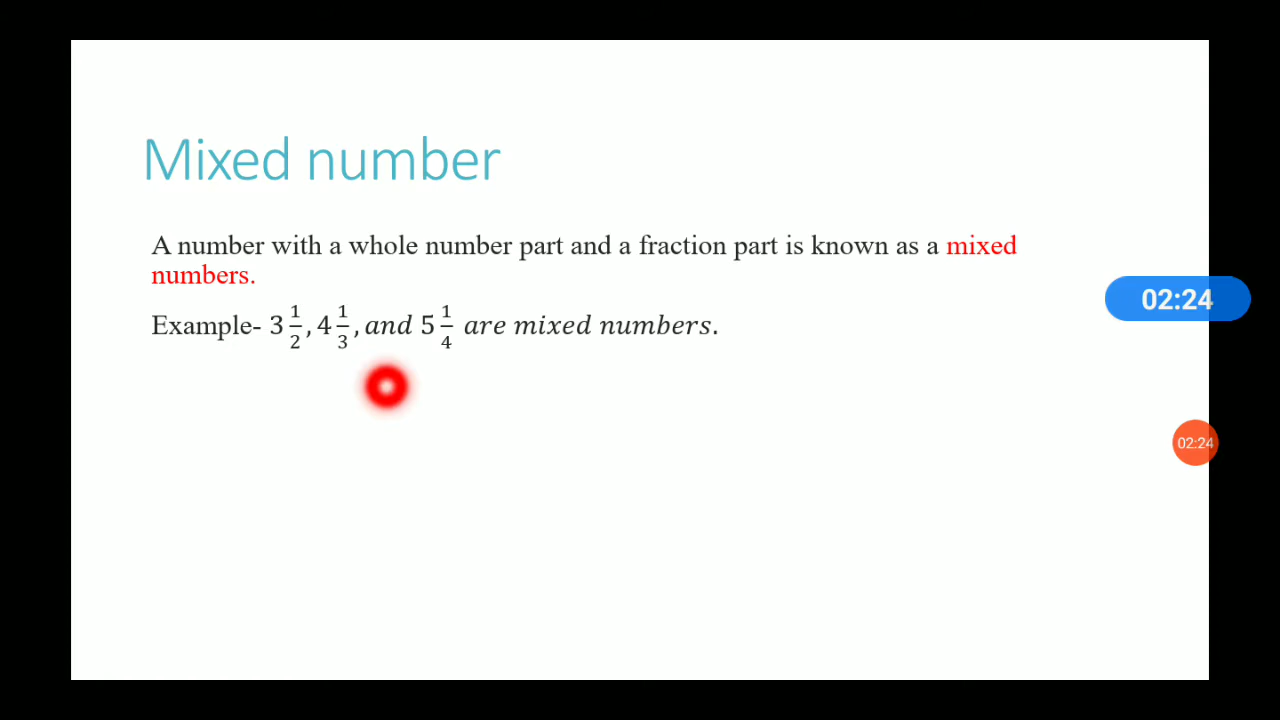 Mixed number
A number with a whole number part and a fraction part is known as a mixed
numbers.
Example- 3 1/2, 4 1/3, and 5 1/4 are mixed numbers.
02:24
02:24